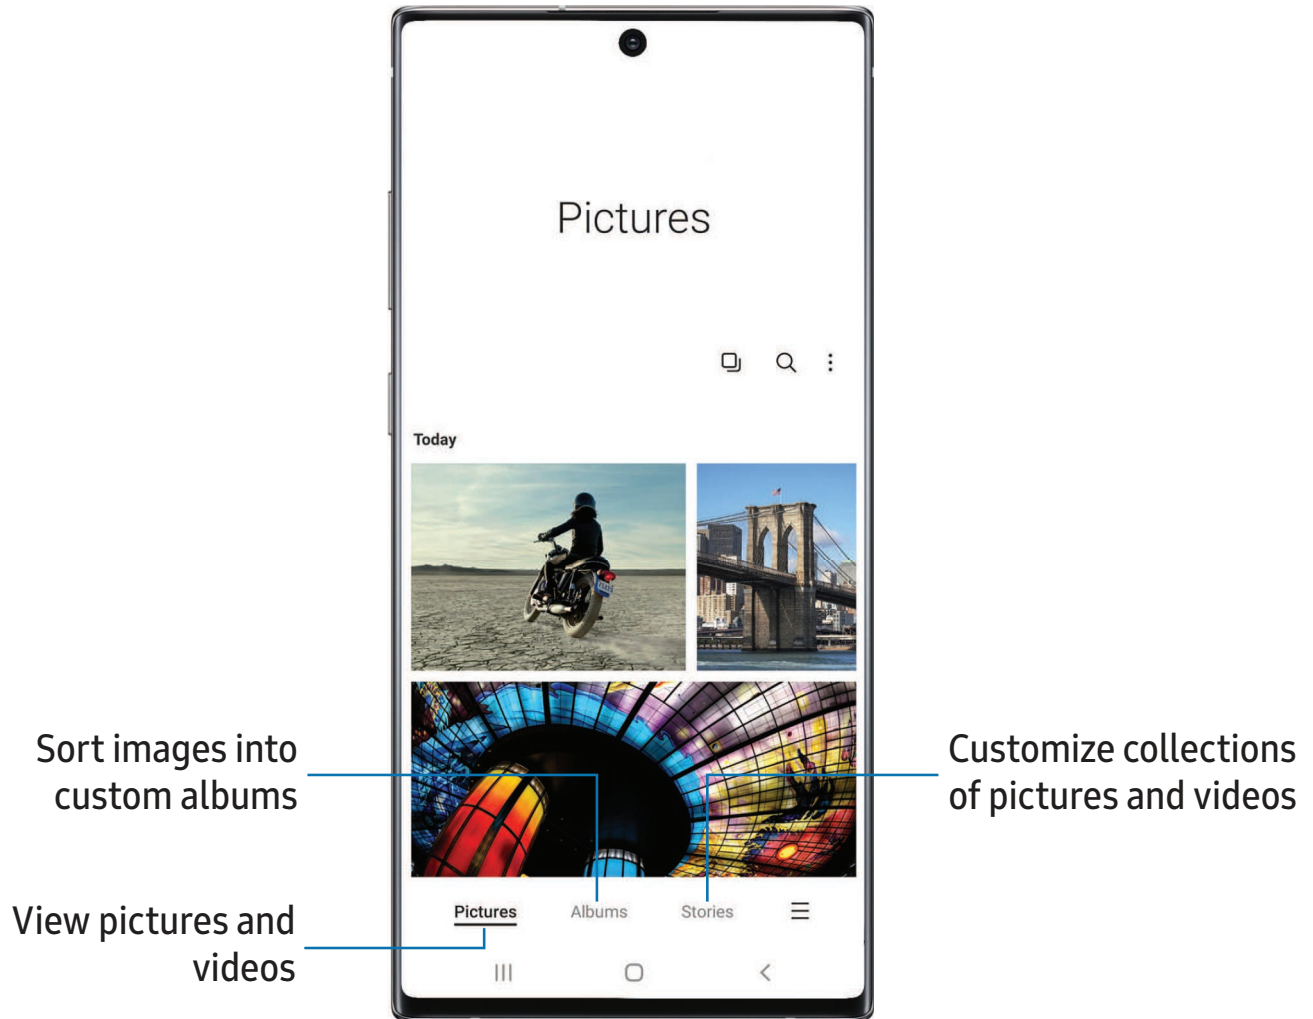 Pictures
Today
Sort images into
custom albums
Customize collections
of pictures and videos
Pictures
Albums
Stories
View pictures and
videos